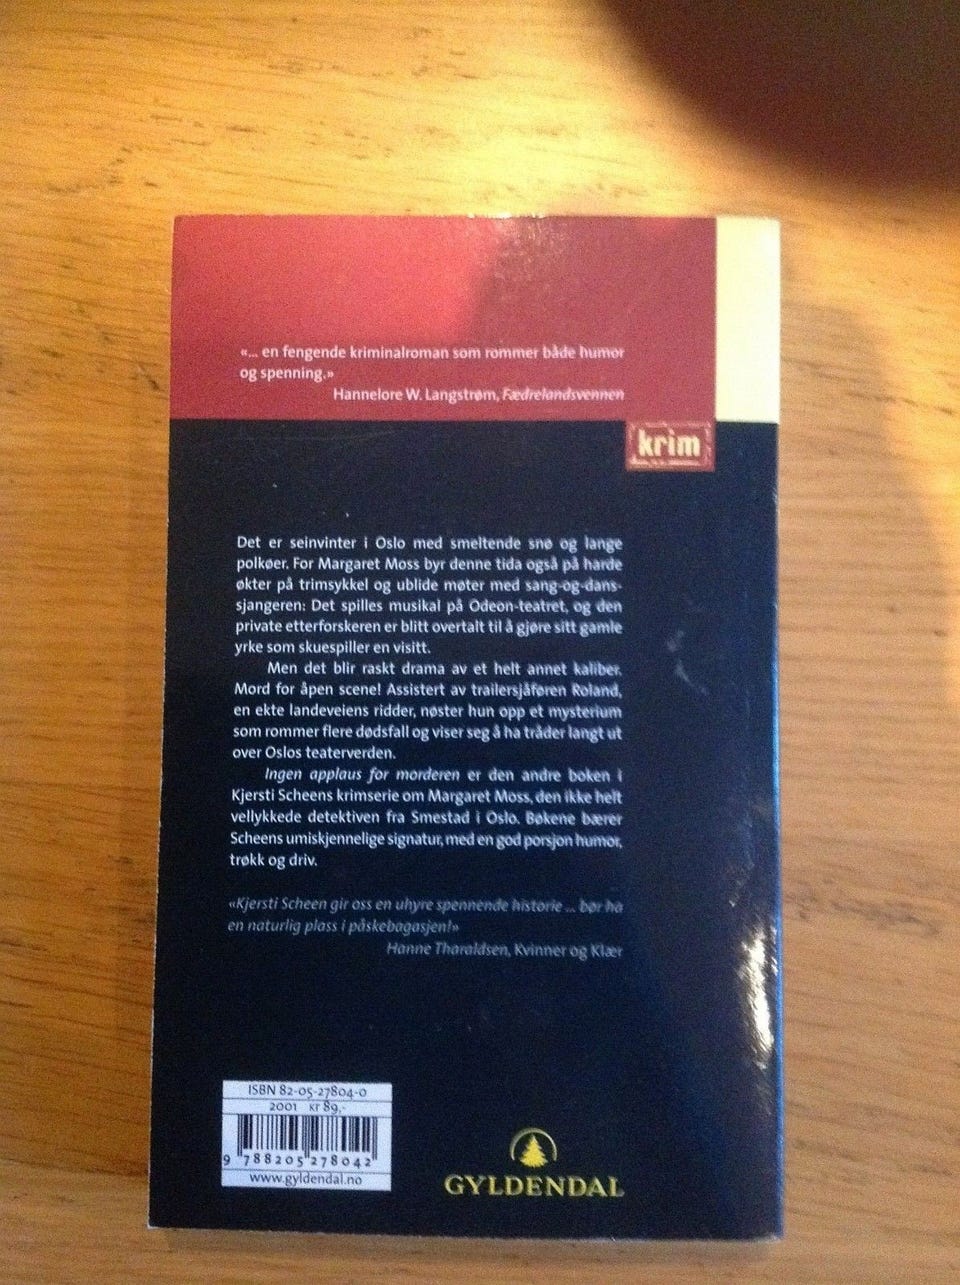 «... en fengende kriminalroman som rommer både humor
og spenning.»
Hannelore W. Langstrøm, Fædrelandsvennen
krim
Det er seinvinter i Oslo med smeltende snø og lange
polkøer. For Margaret Moss byr denne tida også på harde
økter på trimsykkel og ublide møter med sang-og-dans-
sjangeren: Det spilles musikal på Odeon-teatret, og den
private etterforskeren er blitt overtalt til å gjøre sitt gamle
yrke som skuespiller en visitt.
Men det blir raskt drama av et helt annet kaliber.
Mord for åpen scene! Assistert av trailersjåføren Roland,
en ekte landeveiens ridder, nøster hun opp et mysterium
som rommer flere dødsfall og viser seg å ha tråder langt ut
over Oslos teaterverden.
Ingen applaus for morderen er den andre boken i
Kjersti Scheens krimserie om Margaret Moss, den ikke helt
vellykkede detektiven fra Smestad i Oslo. Bøkene bærer
Scheens umiskjennelige signatur, med en god porsjon humor,
trøkk og driv.
«Kjersti Scheen gir oss en uhyre spennende historie ... bør ha
en naturlig plass i påskebagasjen!»
Hanne Tharaldsen, Kvinner og Klær
ISBN 82-05-27804-0
2001 kr 89,-
9 788205 278042
www.gyldendal.no
GYLDENDAL